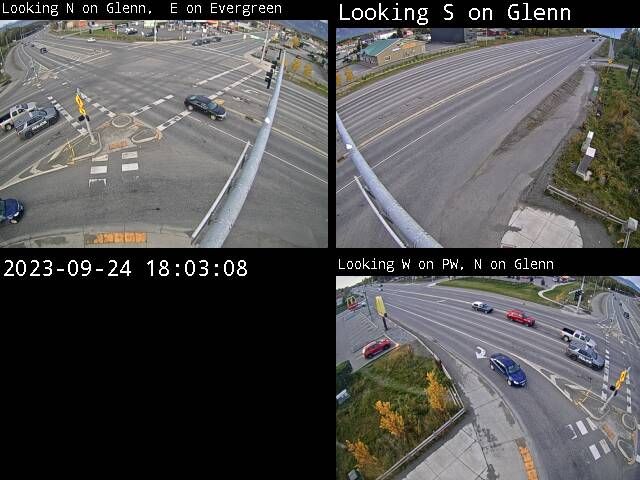 Looking N on Glenn, E on Evergreen
Looking S on Glenn
2023-09-24 18:03:08
Looking W on PW, N on Glenn